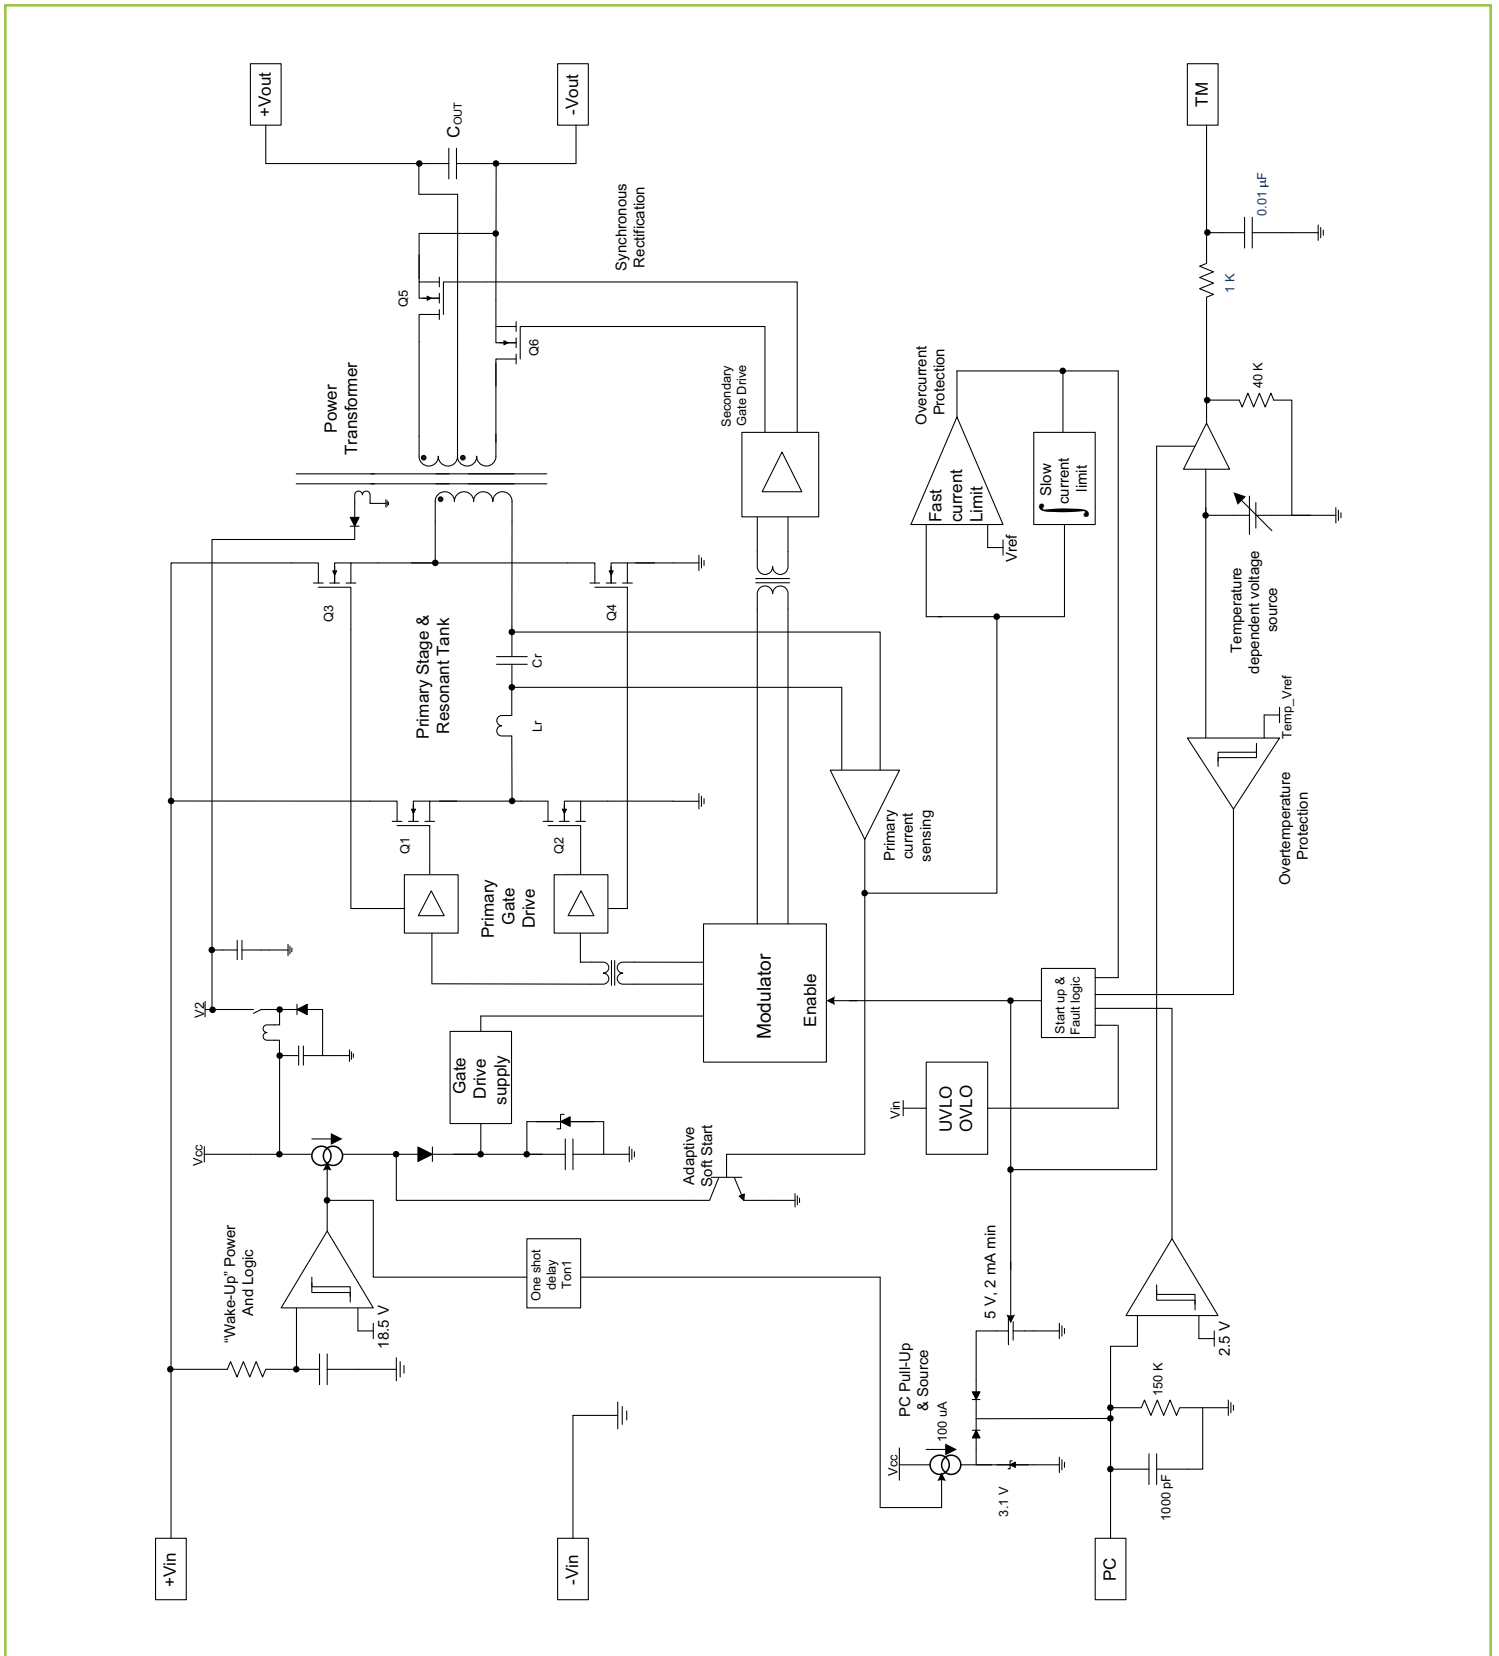 +Vout
-Vout
TM
COUT
Synchronous
Rectification
0.01 µF
1 K
Q5
Q6
Power
Transformer
Secondary
Gate Drive
Overcurrent
Protection
40 K
Fast
current
Limit
Vref
Slow
current
limit
Temperature
dependent voltage
source
Q3
Q4
Primary Stage &
Resonant Tank
Cr
Lr
Temp_Vref
Overtemperature
Protection
Q1
Q2
Primary
Gate
Drive
Primary
current
sensing
V2
Modulator
Enable
Start up &
Fault logic
Gate
Drive
supply
Vin
UVLO
OVLO
Vcc
Adaptive
Soft Start
"Wake-Up" Power
And Logic
18.5 V
One shot
delay
Ton1
5 V, 2 mA min
2.5 V
PC Pull-Up
& Source
100 uA
150 K
Vcc
3.1 V
1000 pF
+Vin
-Vin
PC